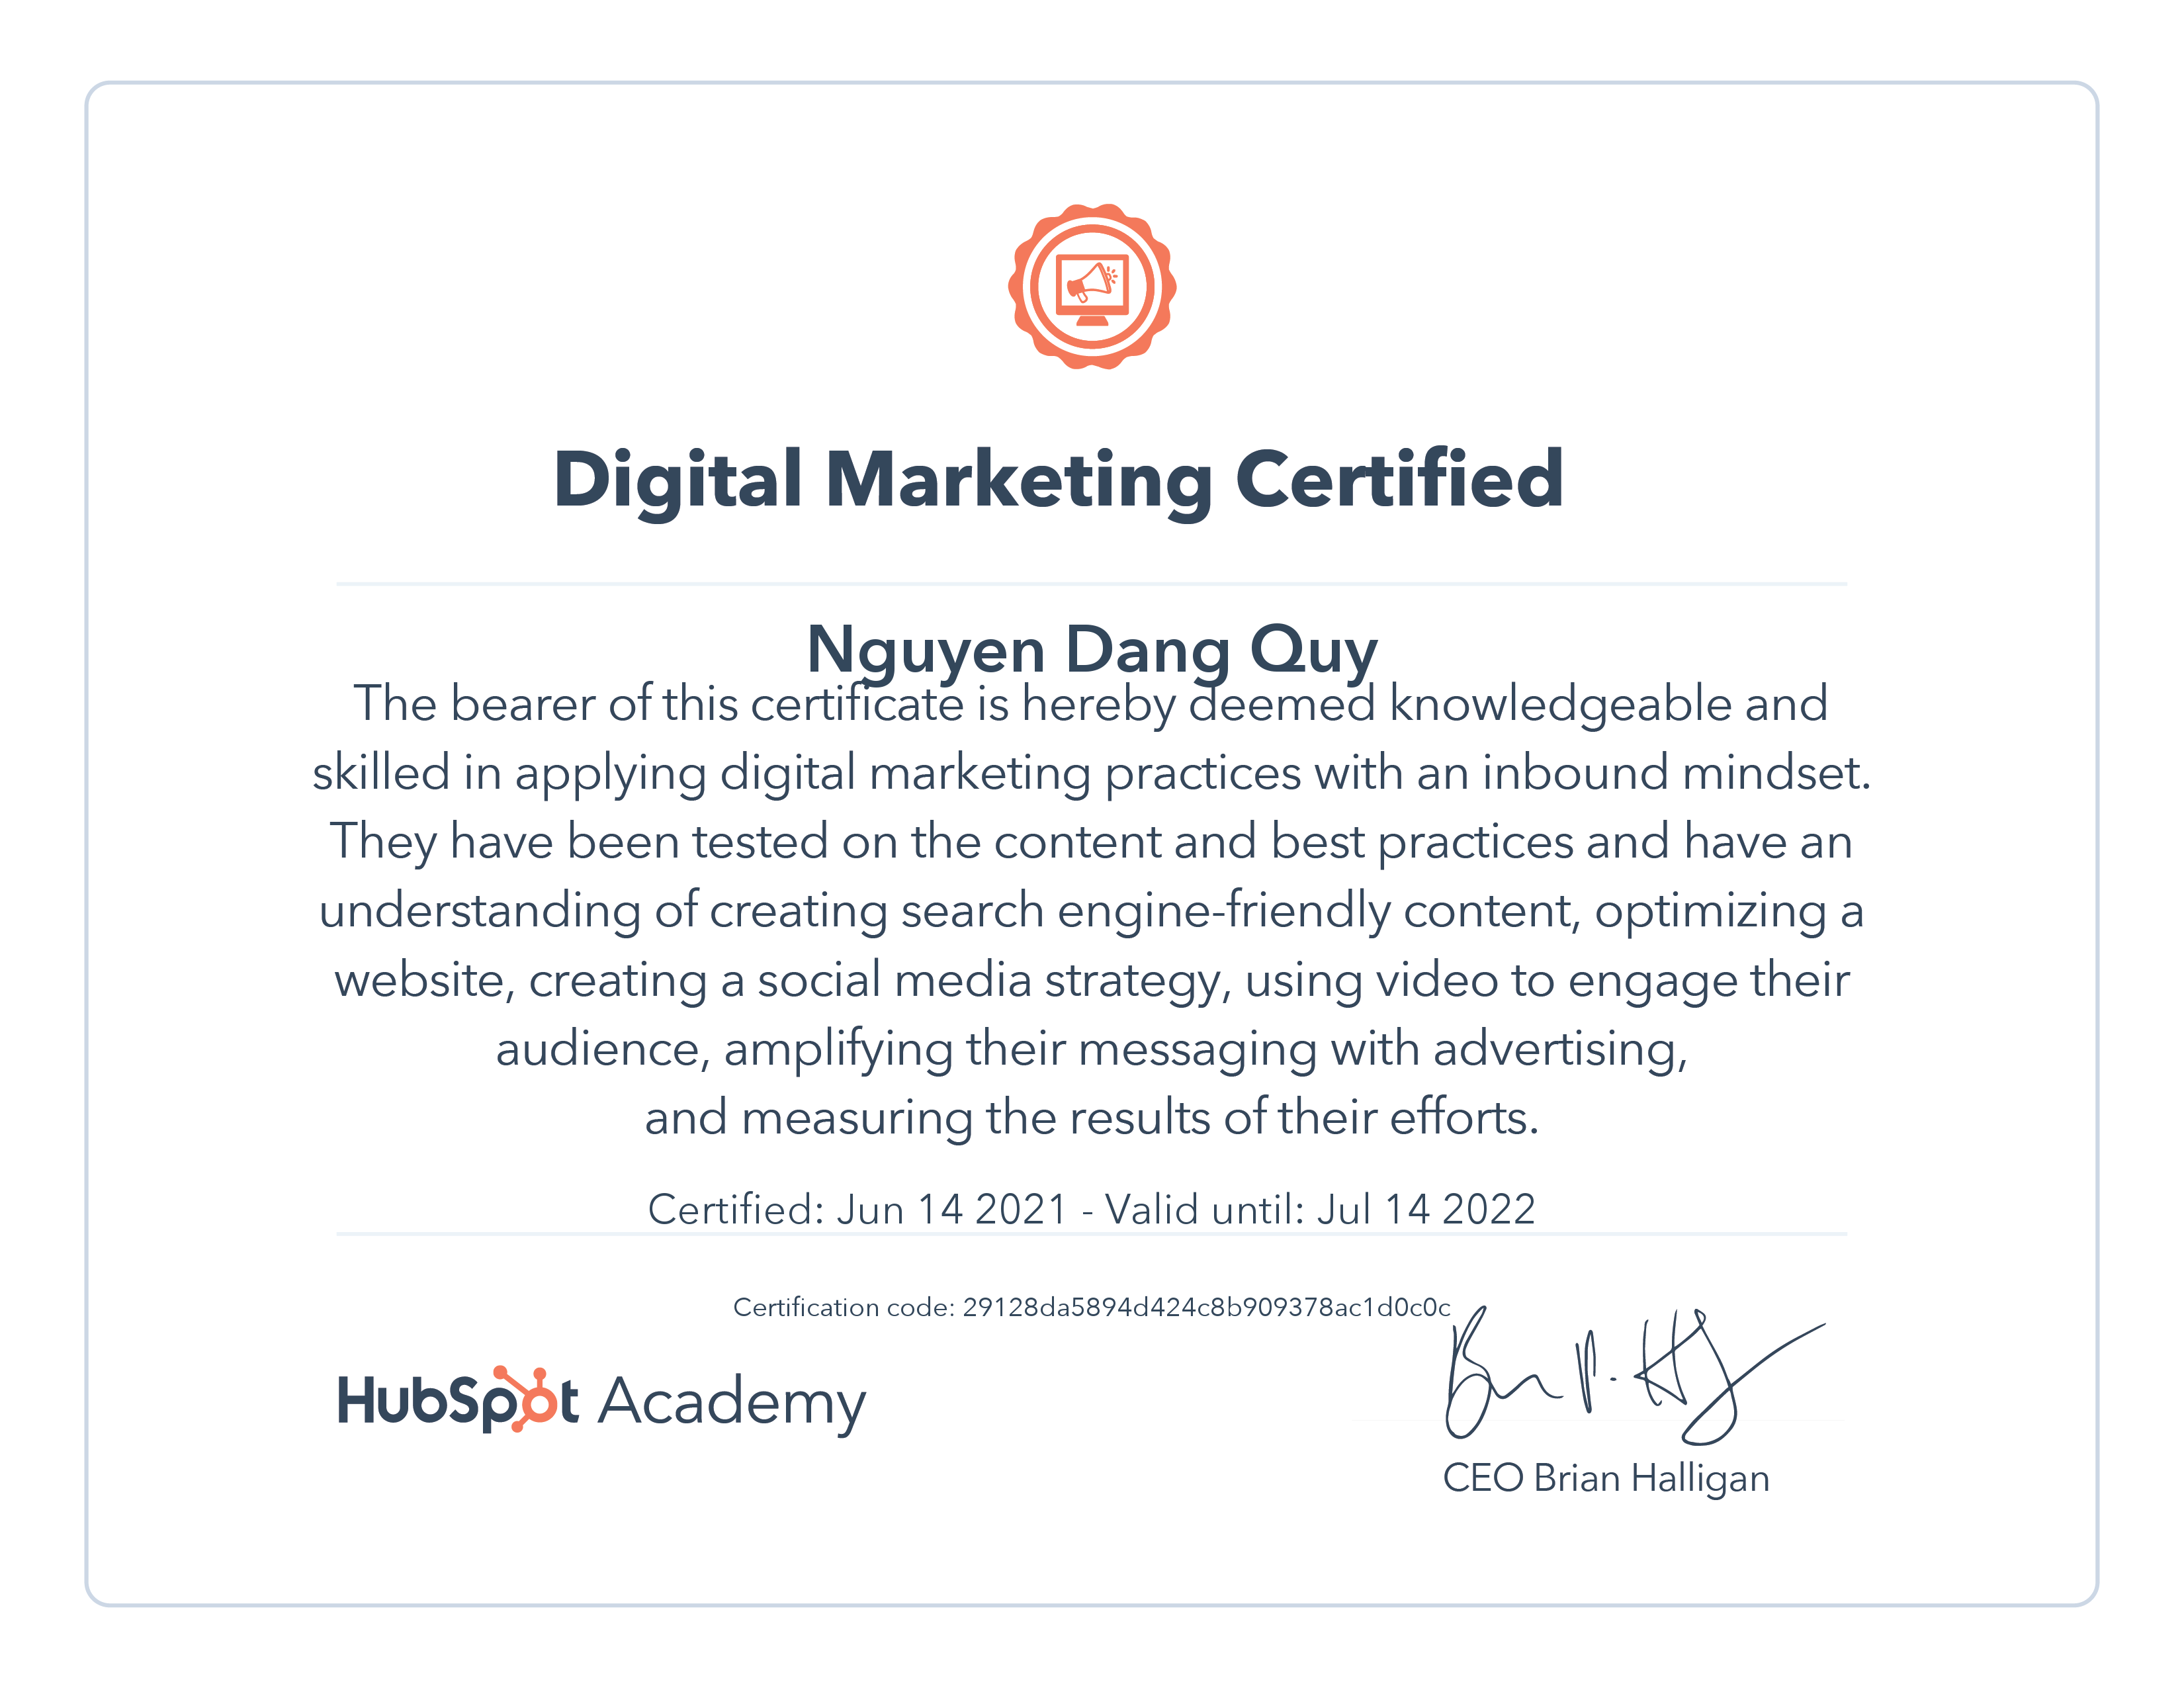 Digital Marketing Certified
Nguyen Dang Quy
The bearer of this certificate is hereby deemed knowledgeable and
skilled in applying digital marketing practices with an inbound mindset.
They have been tested on the content and best practices and have an
understanding of creating search engine-friendly content, optimizing a
website, creating a social media strategy, using video to engage their
audience, amplifying their messaging with advertising,
and measuring the results of their efforts.
Certified: Jun 14 2021 - Valid until: Jul 14 2022
Certification code: 29128da5894d424c8b909378ac1d0c0c
HubSpot Academy
CEO Brian Halligan